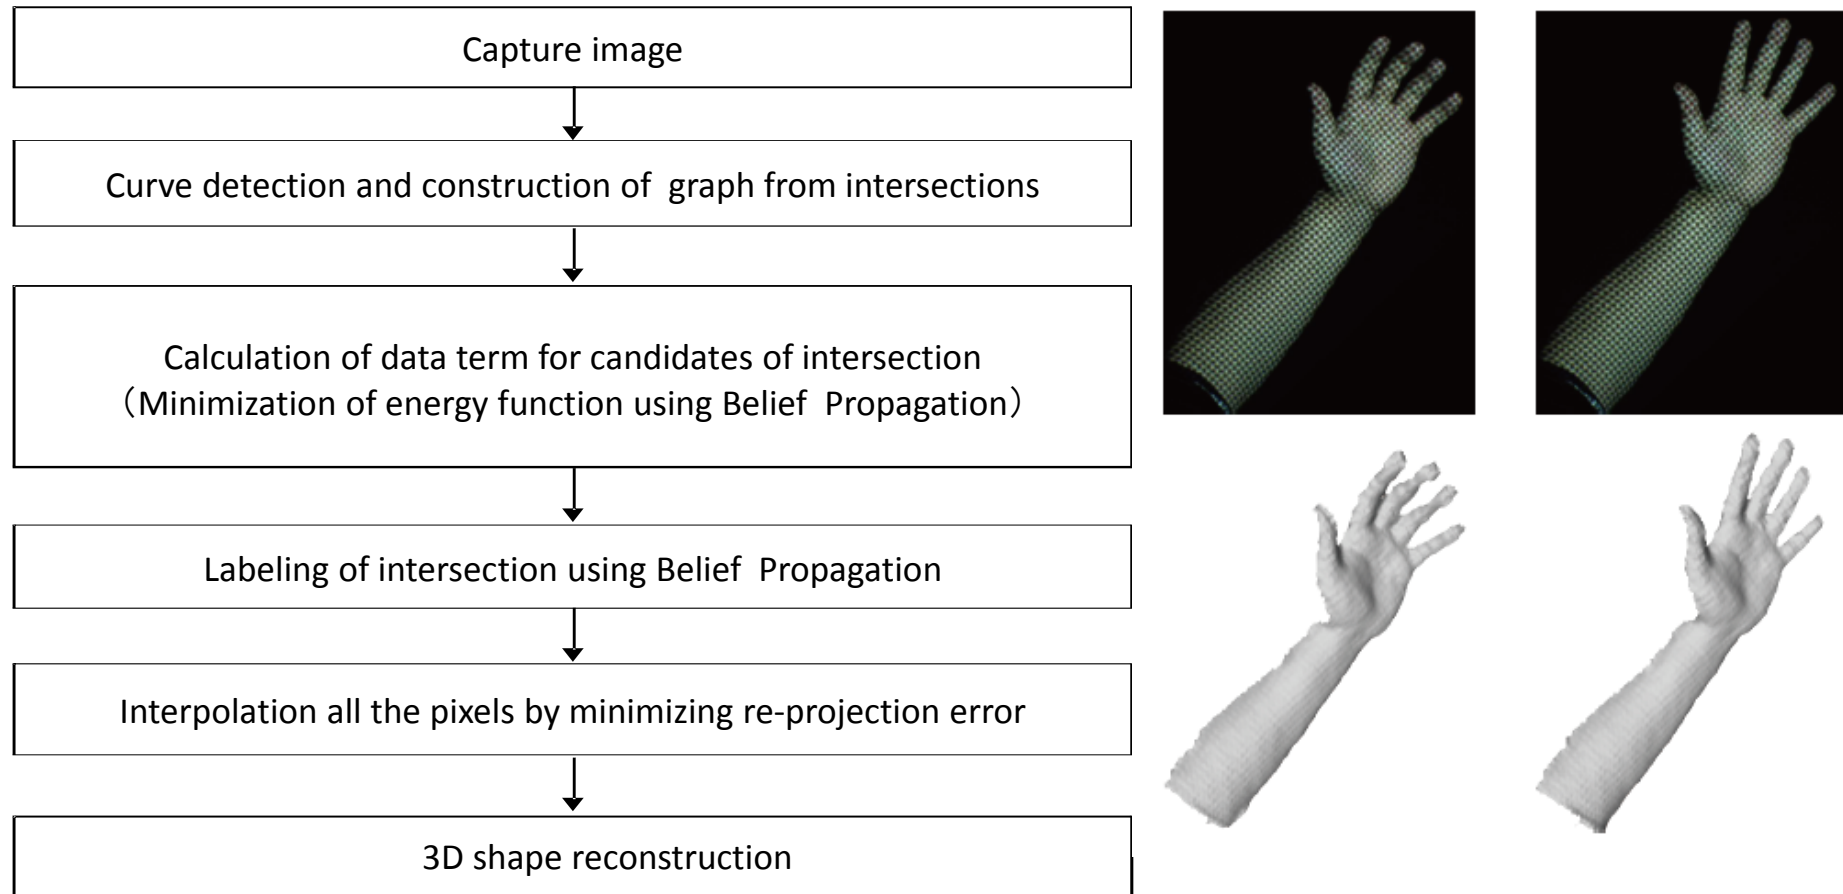 Capture image
Curve detection and construction of graph from intersections
Calculation of data term for candidates of intersection
（Minimization of energy function using Belief Propagation）
Labeling of intersection using Belief Propagation
Interpolation all the pixels by minimizing re-projection error
3D shape reconstruction